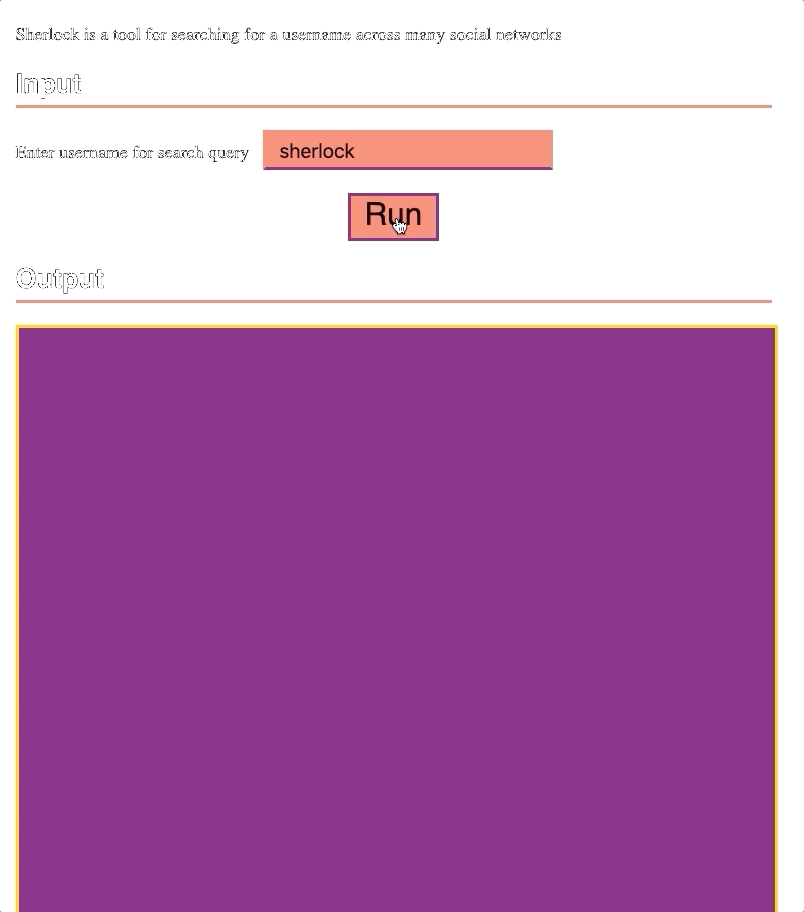 Sherlock is a tool for searching for a username across many social networks
Input
Enter username for search query
sherlock
Run
Output